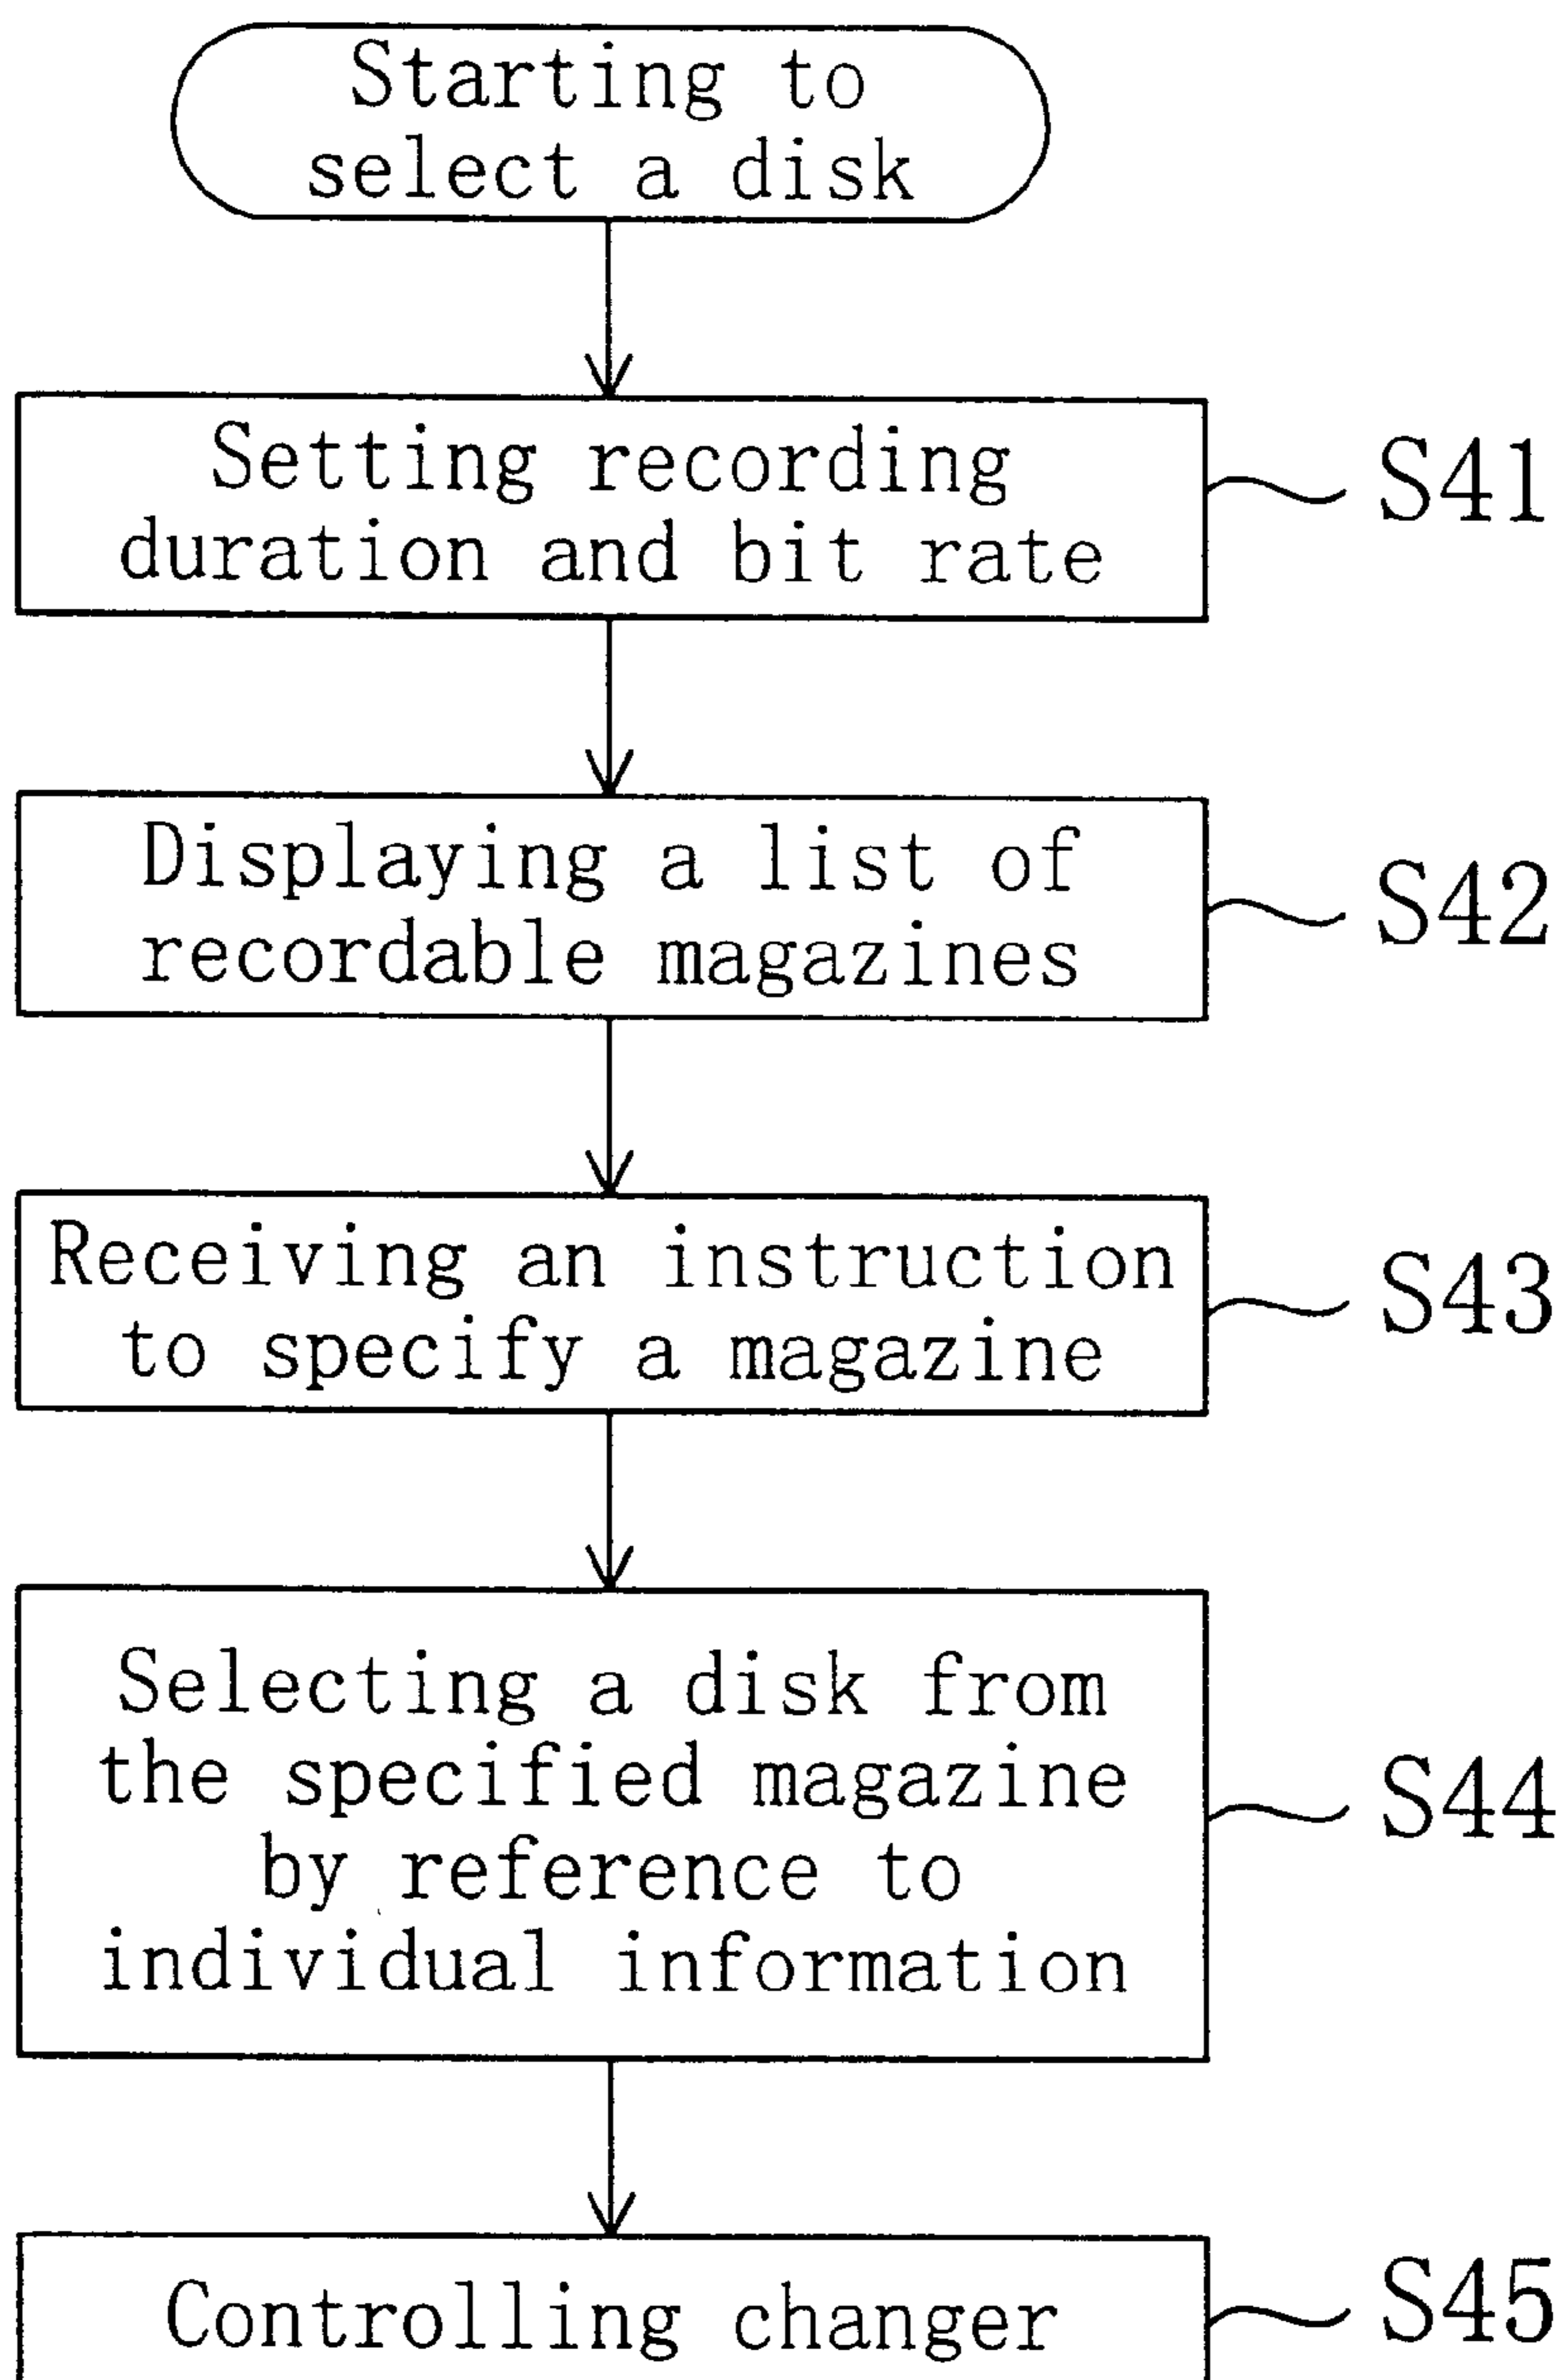 Starting to
select a disk
Setting recording
duration and bit rate
S41
Displaying a list of
recordable magazines
S42
Receiving an instruction
to specify a magazine
S43
Selecting a disk from
the specified magazine
by reference to
individual information
S44
Controlling changer
S45